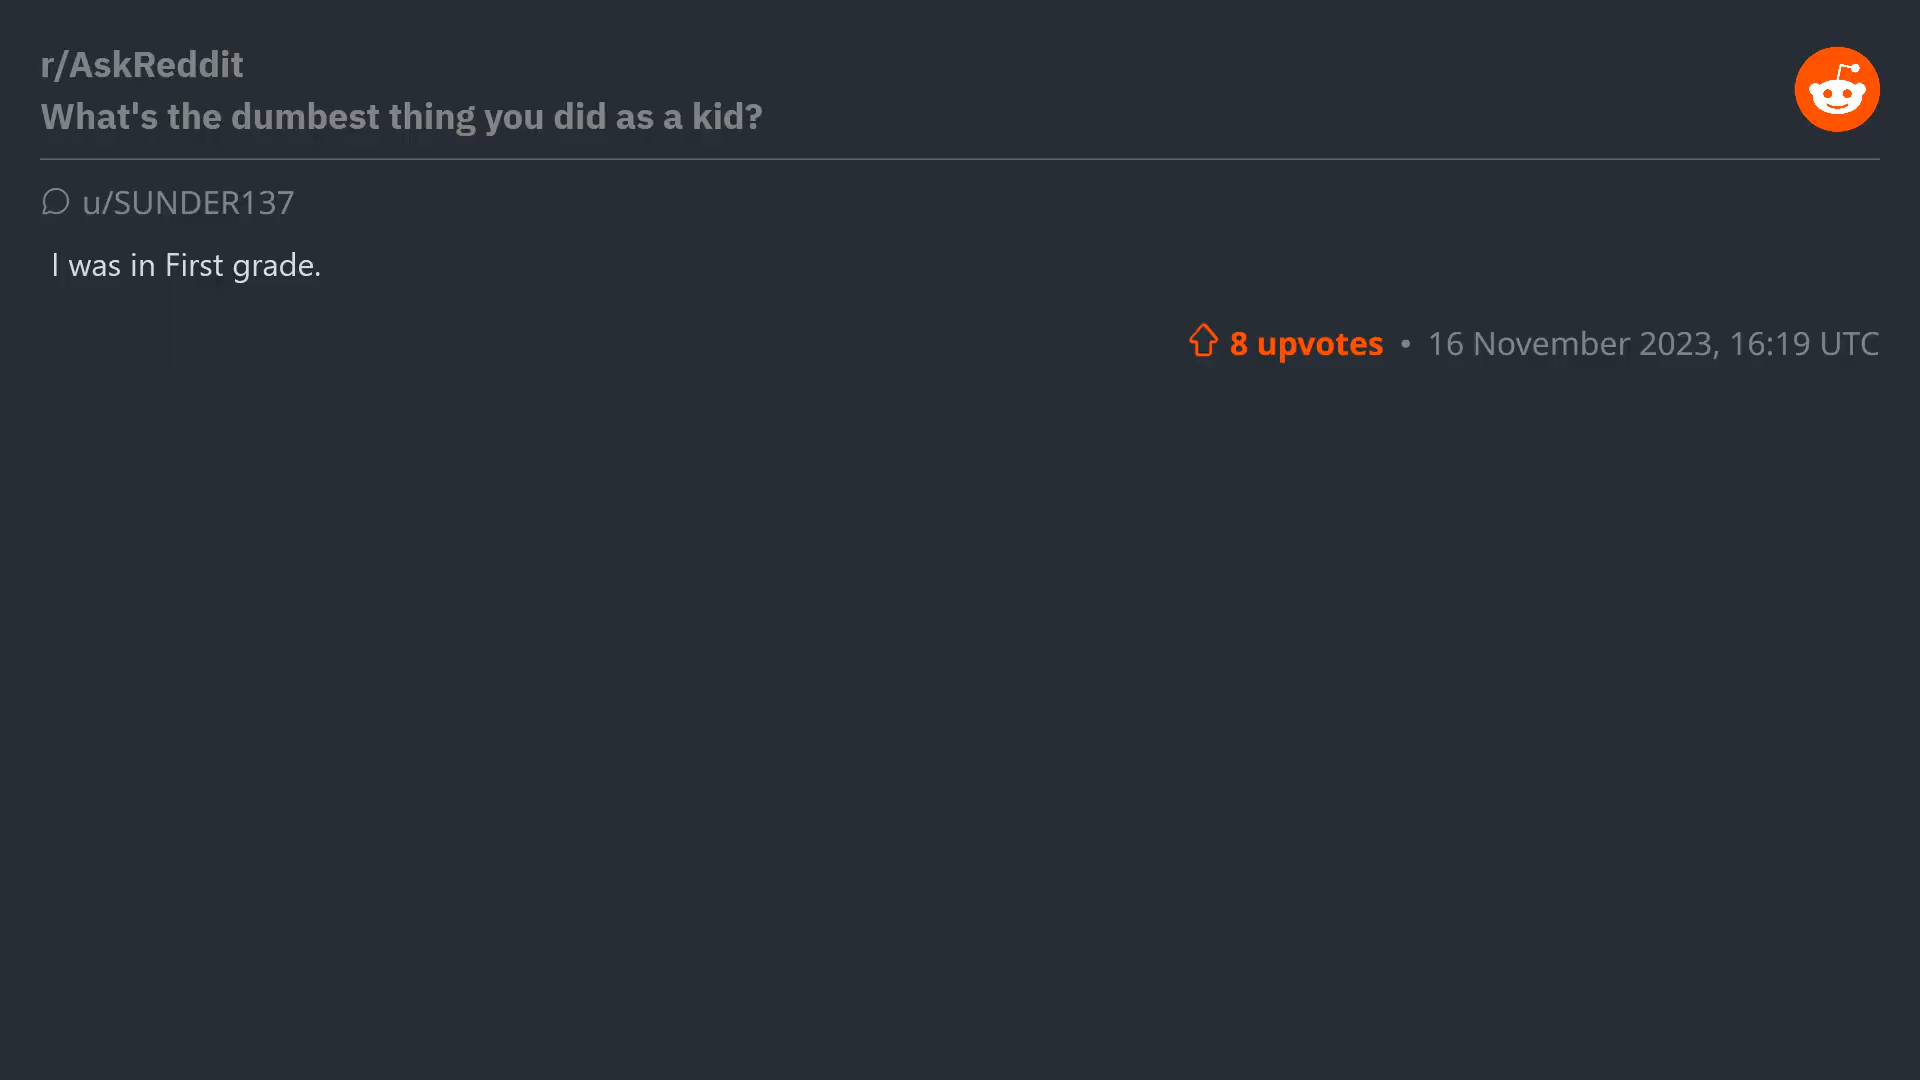 r/AskReddit
What's the dumbest thing you did as a kid?
u/SUNDER137
I was in First grade.
8 upvotes • 16 November 2023, 16:19 UTC